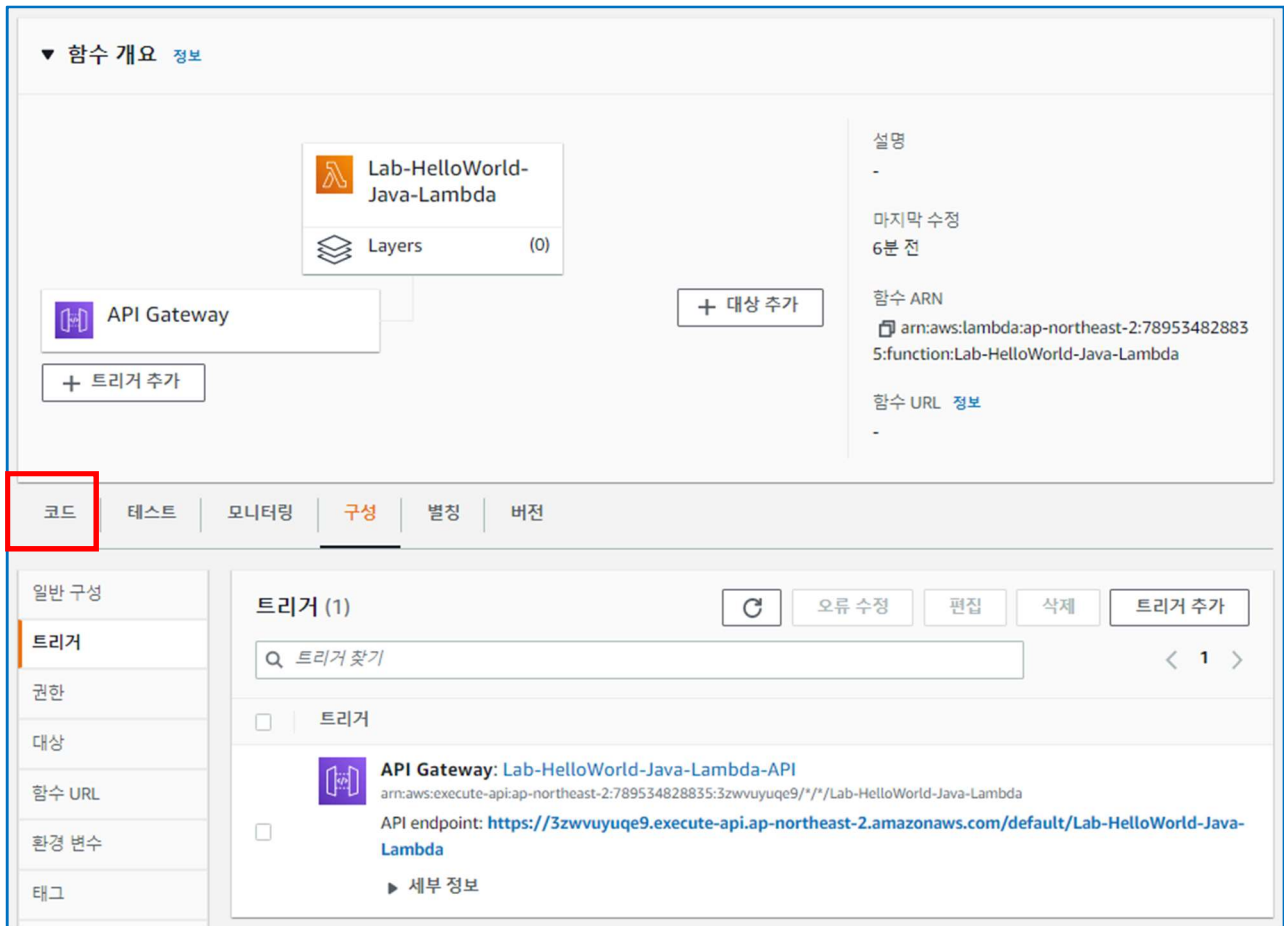 ▼ 함수 개요 정보
Lab-HelloWorld-
Java-Lambda
Layers (0)
API Gateway
+ 트리거 추가
+ 대상 추가
설명
-
마지막 수정
6분 전
함수 ARN
arn:aws:lambda:ap-northeast-2:78953482883
5:function:Lab-HelloWorld-Java-Lambda
함수 URL 정보
-
코드 테스트 모니터링 구성 별칭 버전
일반 구성
트리거
권한
대상
함수 URL
환경 변수
태그
트리거 (1) 오류 수정 편집 삭제 트리거 추가
트리거 찾기 < 1 >
트리거
API Gateway: Lab-HelloWorld-Java-Lambda-API
arn:aws:execute-api:ap-northeast-2:789534828835:3zwvuyuqe9/*/*/Lab-HelloWorld-Java-Lambda
API endpoint: https://3zwvuyuqe9.execute-api.ap-northeast-2.amazonaws.com/default/Lab-HelloWorld-Java-
Lambda
▶ 세부 정보